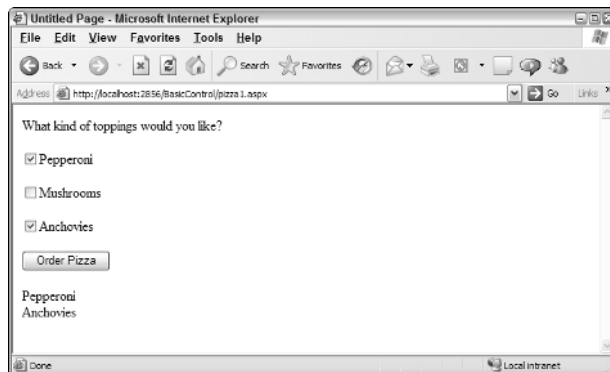 Untitled Page - Microsoft Internet Explorer
File Edit View Favorites Tools Help
Back Search Favorites
Address http://localhost:2856/BasicControl/pizza1.aspx Go Links »
What kind of toppings would you like?
Pepperoni
Mushrooms
Anchovies
Order Pizza
Pepperoni
Anchovies
Done Local intranet